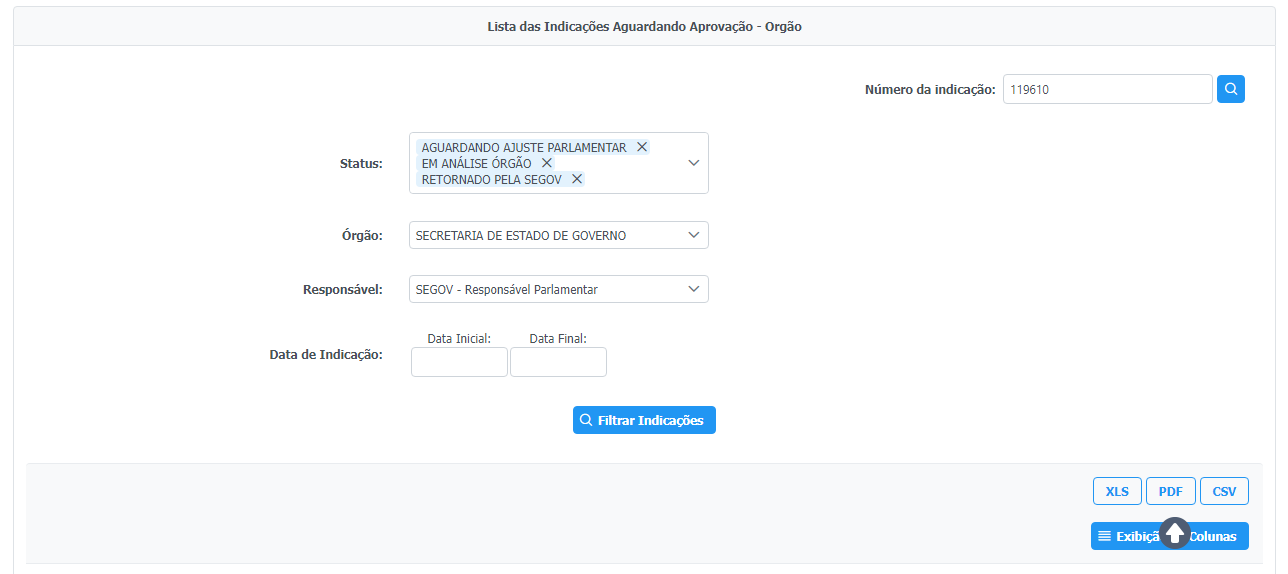 Lista das Indicações Aguardando Aprovação - Orgão
Número da indicação: 119610
Status:
AGUARDANDO AJUSTE PARLAMENTAR
EM ANÁLISE ÓRGÃO
RETORNADO PELA SEGOV
Órgão: SECRETARIA DE ESTADO DE GOVERNO
Responsável: SEGOV - Responsável Parlamentar
Data Inicial: Data Final:
Data de Indicação:
Filtrar Indicações
XLS PDF CSV
Colunas